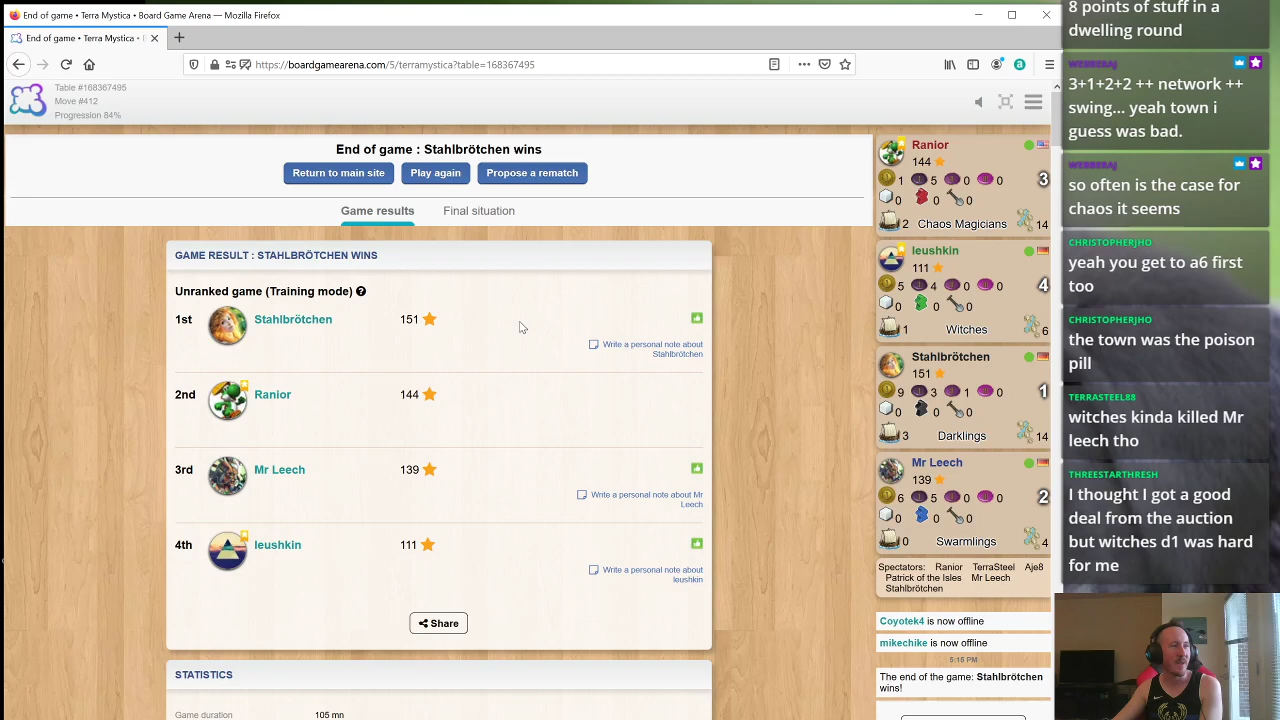 End of game • Terra Mystica • Board Game Arena — Mozilla Firefox
End of game • Terra Mystica •
https://boardgamearena.com/5/terramystica?table=168367495
Table #168367495
Move #412
Progression 84%
End of game : Stahlbrötchen wins
Return to main site
Play again
Propose a rematch
Game results
Final situation
GAME RESULT : STAHLBRÖTCHEN WINS
Unranked game (Training mode)
1st
Stahlbrötchen
151
Write a personal note about
Stahlbrötchen
2nd
Ranior
144
3rd
Mr Leech
139
Write a personal note about Mr
Leech
4th
leushkin
111
Write a personal note about
leushkin
Share
STATISTICS
Game duration
105 mn
Ranior
144
1 5 0 0
3
0 0 0
2 Chaos Magicians 14
leushkin
111
5 4 0 0
4
0 0 0
1 Witches 6
Stahlbrötchen
151
9 3 1 0
1
0 0 0
3 Darklings 14
Mr Leech
139
6 5 0 0
2
0 0 0
0 Swarmlings 4
Spectators: Ranior TerraSteel Aje8
Patrick of the Isles Mr Leech
Stahlbrötchen
Coyotek4 is now offline
mikechike is now offline
5:15 PM
The end of the game: Stahlbrötchen
wins!
8 points of stuff in a
dwelling round
3+1+2+2 ++ network ++
swing... yeah town i
guess was bad.
so often is the case for
chaos it seems
CHRISTOPHERJHO
yeah you get to a6 first
too
CHRISTOPHERJHO
the town was the poison
pill
TERRASTEEL88
witches kinda killed Mr
leech tho
THREESTARTHRESH
I thought I got a good
deal from the auction
but witches d1 was hard
for me